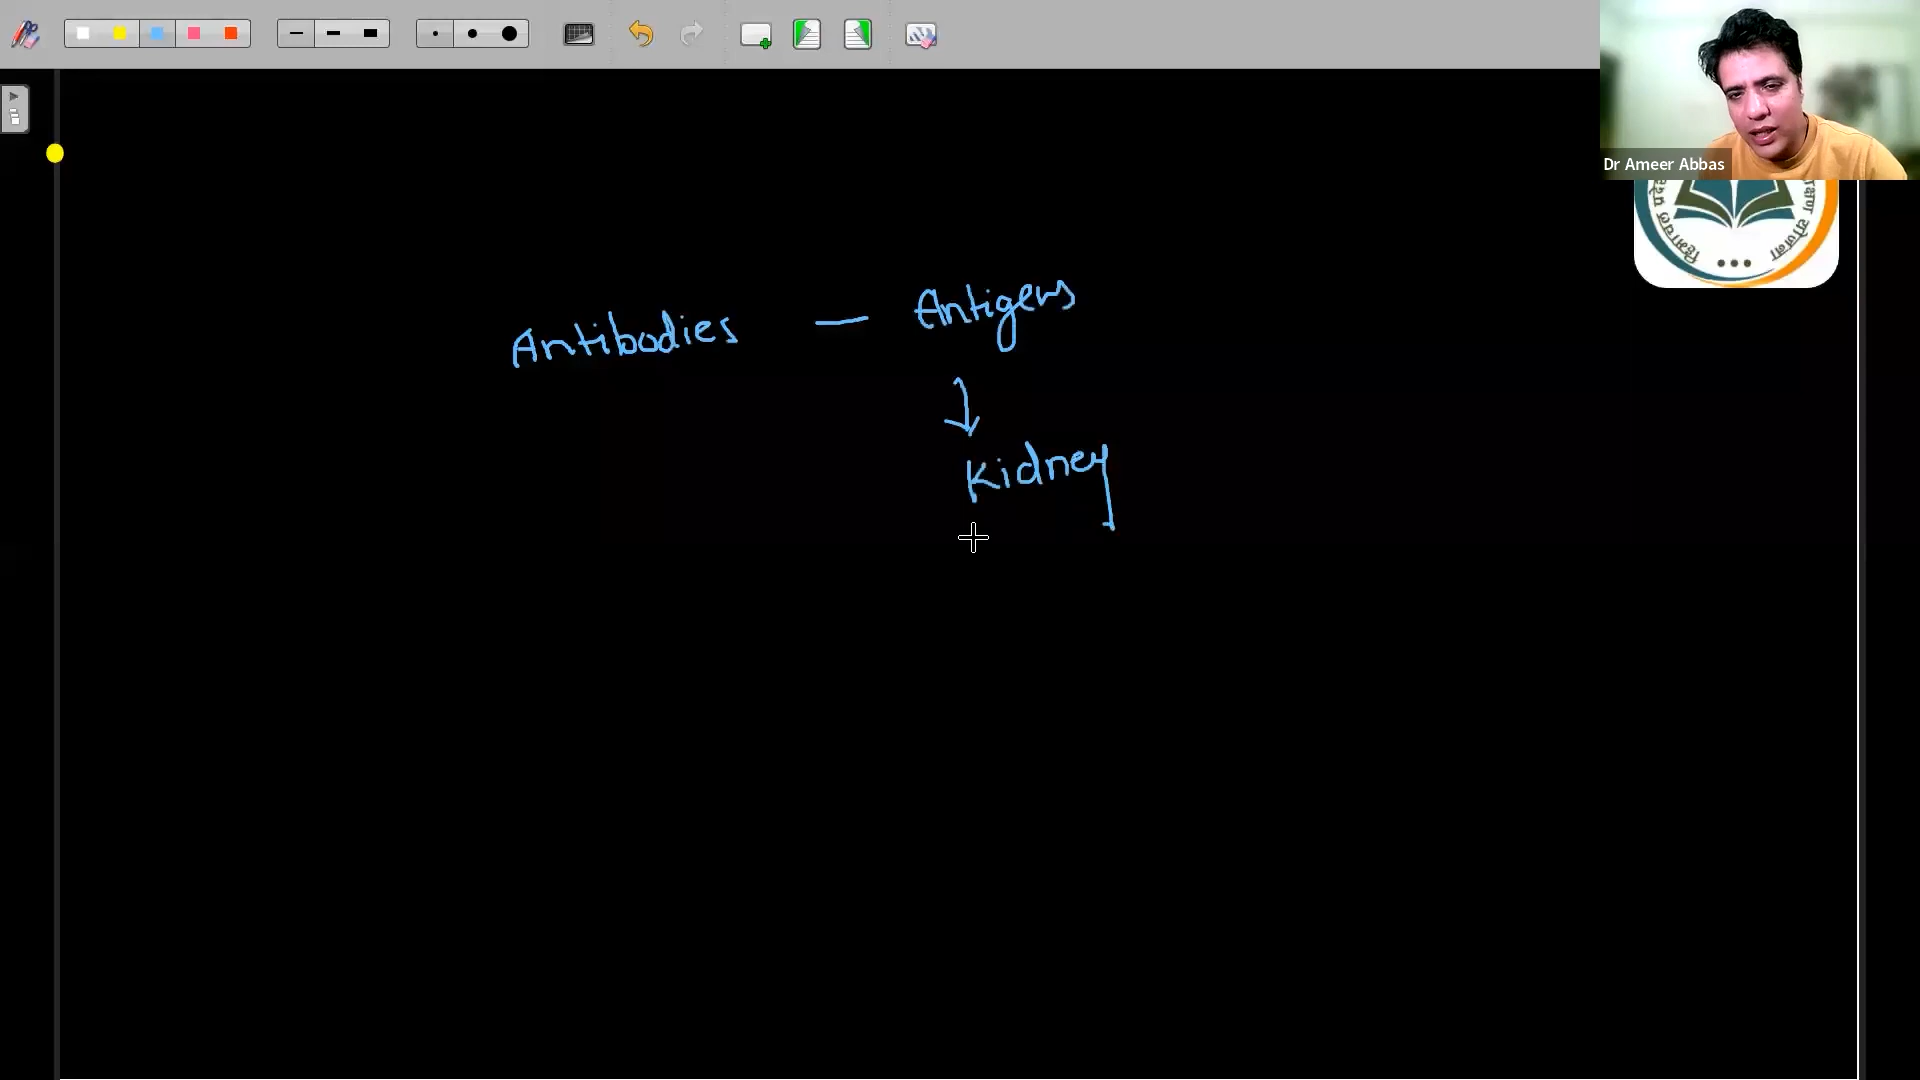 Dr Ameer Abbas
Antibodies — Antigens
↓
Kidney